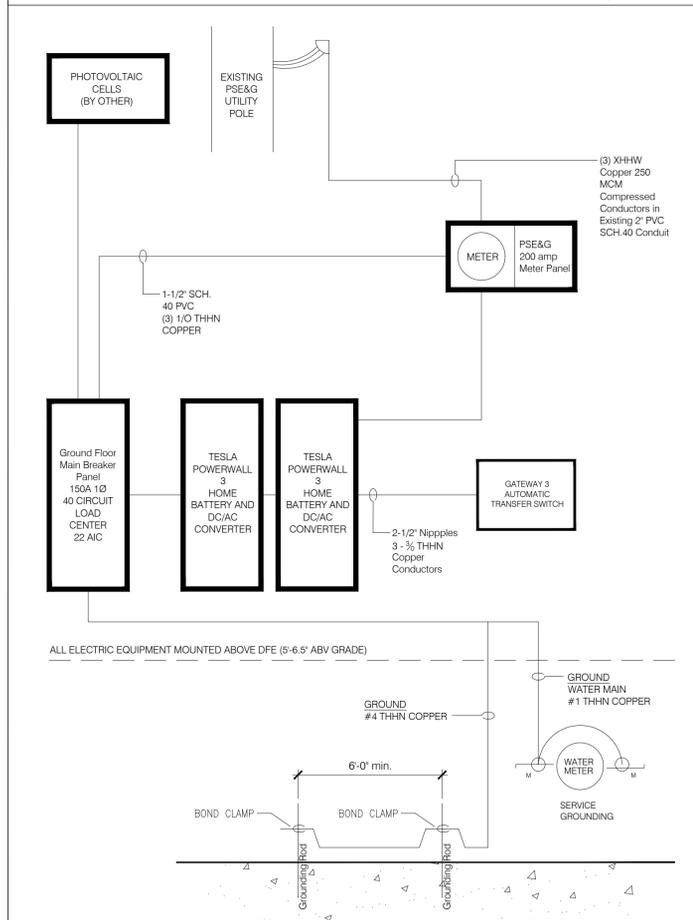 PHOTOVOLTAIC
CELLS
(BY OTHER)
EXISTING
PSE&G
UTILITY
POLE
(3) XHHW
Copper 250
MCM
Compressed
Conductors in
Existing 2" PVC
SCH.40 Conduit
METER
PSE&G
200 amp
Meter Panel
1-1/2" SCH.
40 PVC
(3) 1/O THHN
COPPER
Ground Floor
Main Breaker
Panel
150A 1Ø
40 CIRCUIT
LOAD
CENTER
22 AIC
TESLA
POWERWALL
3
HOME
BATTERY AND
DC/AC
CONVERTER
TESLA
POWERWALL
3
HOME
BATTERY AND
DC/AC
CONVERTER
GATEWAY 3
AUTOMATIC
TRANSFER SWITCH
2-1/2" Nippples
3 - 3/0 THHN
Copper
Conductors
ALL ELECTRIC EQUIPMENT MOUNTED ABOVE DFE (5'-6.5" ABV GRADE)
GROUND
WATER MAIN
#1 THHN COPPER
GROUND
#4 THHN COPPER
WATER
METER
M
M
SERVICE
GROUNDING
6'-0" min.
BOND CLAMP
BOND CLAMP
Grounding Rod
Grounding Rod